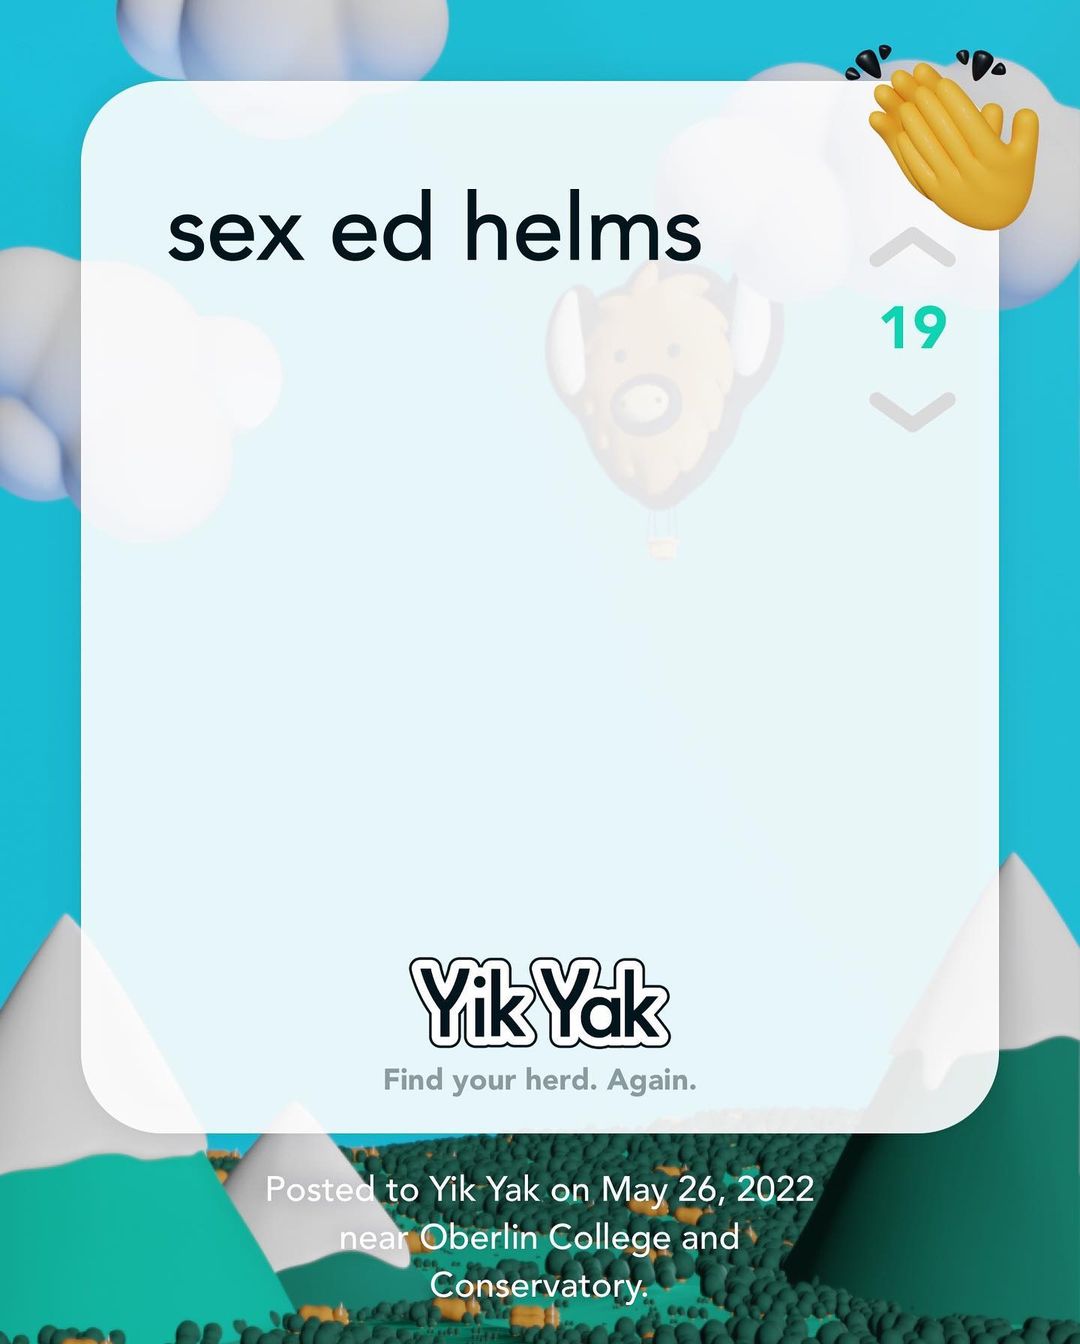 sex ed helms
19
Yik Yak
Find your herd. Again.
Posted to Yik Yak on May 26, 2022
near Oberlin College and
Conservatory.